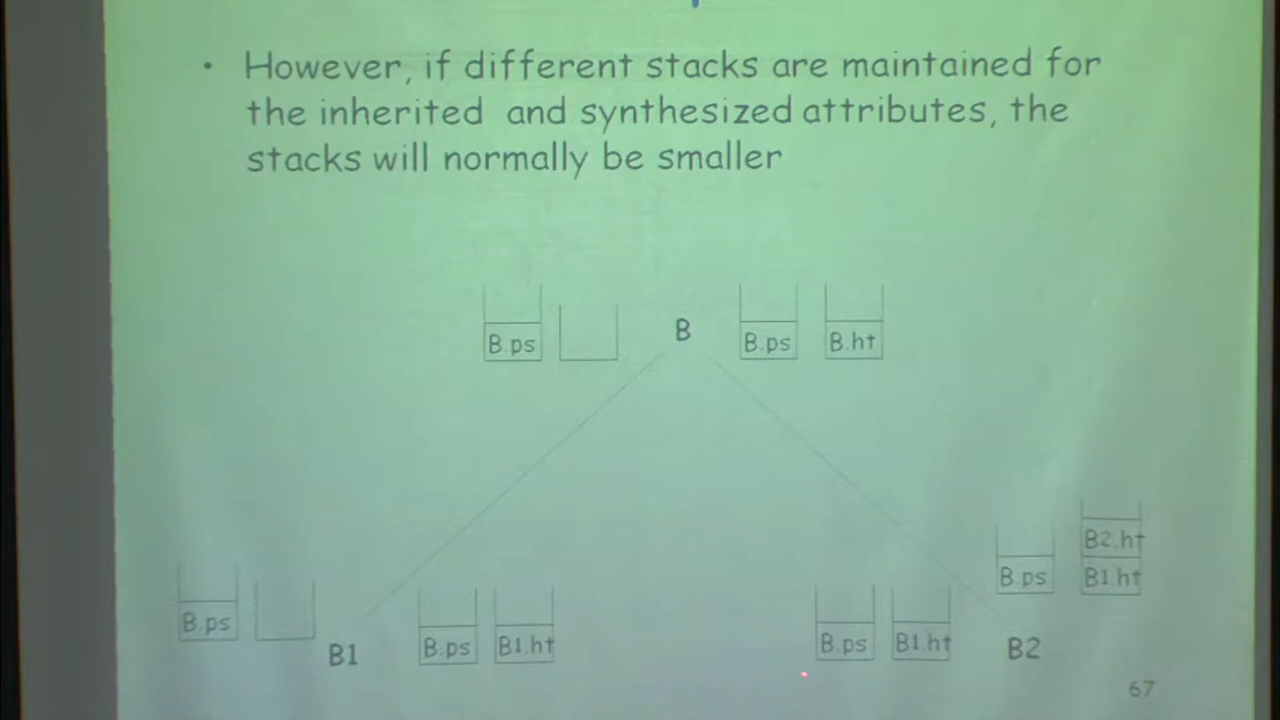 • However, if different stacks are maintained for
the inherited and synthesized attributes, the
stacks will normally be smaller
B.ps B B.ps B.ht
B2.ht
B.ps B1.ht
B.ps B1 B.ps B1.ht B.ps B1.ht B2
67